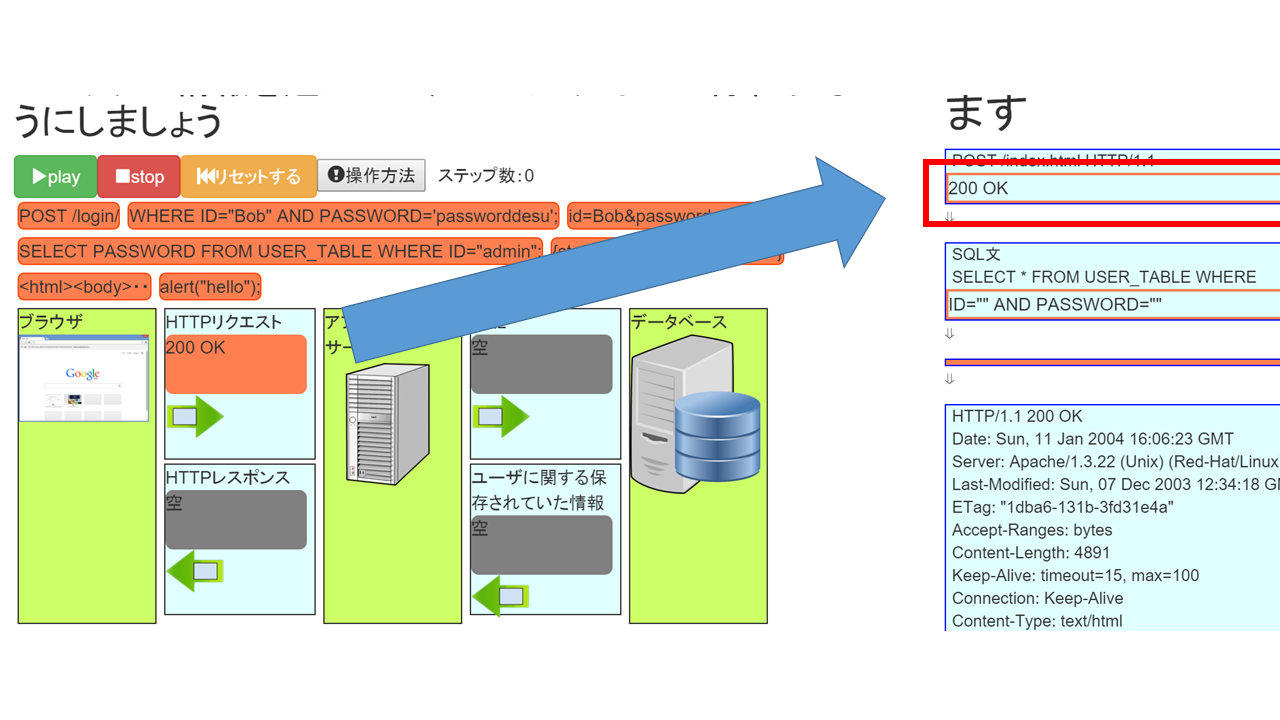 うにしましょう
play stop リセットする 操作方法 ステップ数:0
POST /login/ WHERE ID="Bob" AND PASSWORD='passworddesu'; id=Bob&password
SELECT PASSWORD FROM USER_TABLE WHERE ID="admin";
<html><body>・・ alert("hello");
ブラウザ
Google
HTTPリクエスト
200 OK
HTTPレスポンス
空
サー
空
ユーザに関する保
存されていた情報
空
データベース
ます
POST /index.html HTTP/1.1
200 OK
⇓
SQL文
SELECT * FROM USER_TABLE WHERE
ID="" AND PASSWORD=""
⇓
⇓
HTTP/1.1 200 OK
Date: Sun, 11 Jan 2004 16:06:23 GMT
Server: Apache/1.3.22 (Unix) (Red-Hat/Linux
Last-Modified: Sun, 07 Dec 2003 12:34:18 GM
ETag: "1dba6-131b-3fd31e4a"
Accept-Ranges: bytes
Content-Length: 4891
Keep-Alive: timeout=15, max=100
Connection: Keep-Alive
Content-Type: text/html